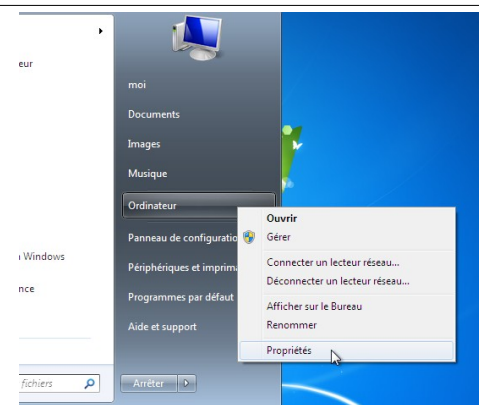 eur
moi
Documents
Images
Musique
Ordinateur
Ouvrir
Gérer
Connecter un lecteur réseau...
Déconnecter un lecteur réseau...
Afficher sur le Bureau
Renommer
Propriétés
Panneau de configuratio
Périphériques et imprima
Programmes par défaut
Aide et support
Windows
nce
fichiers
Arrêter